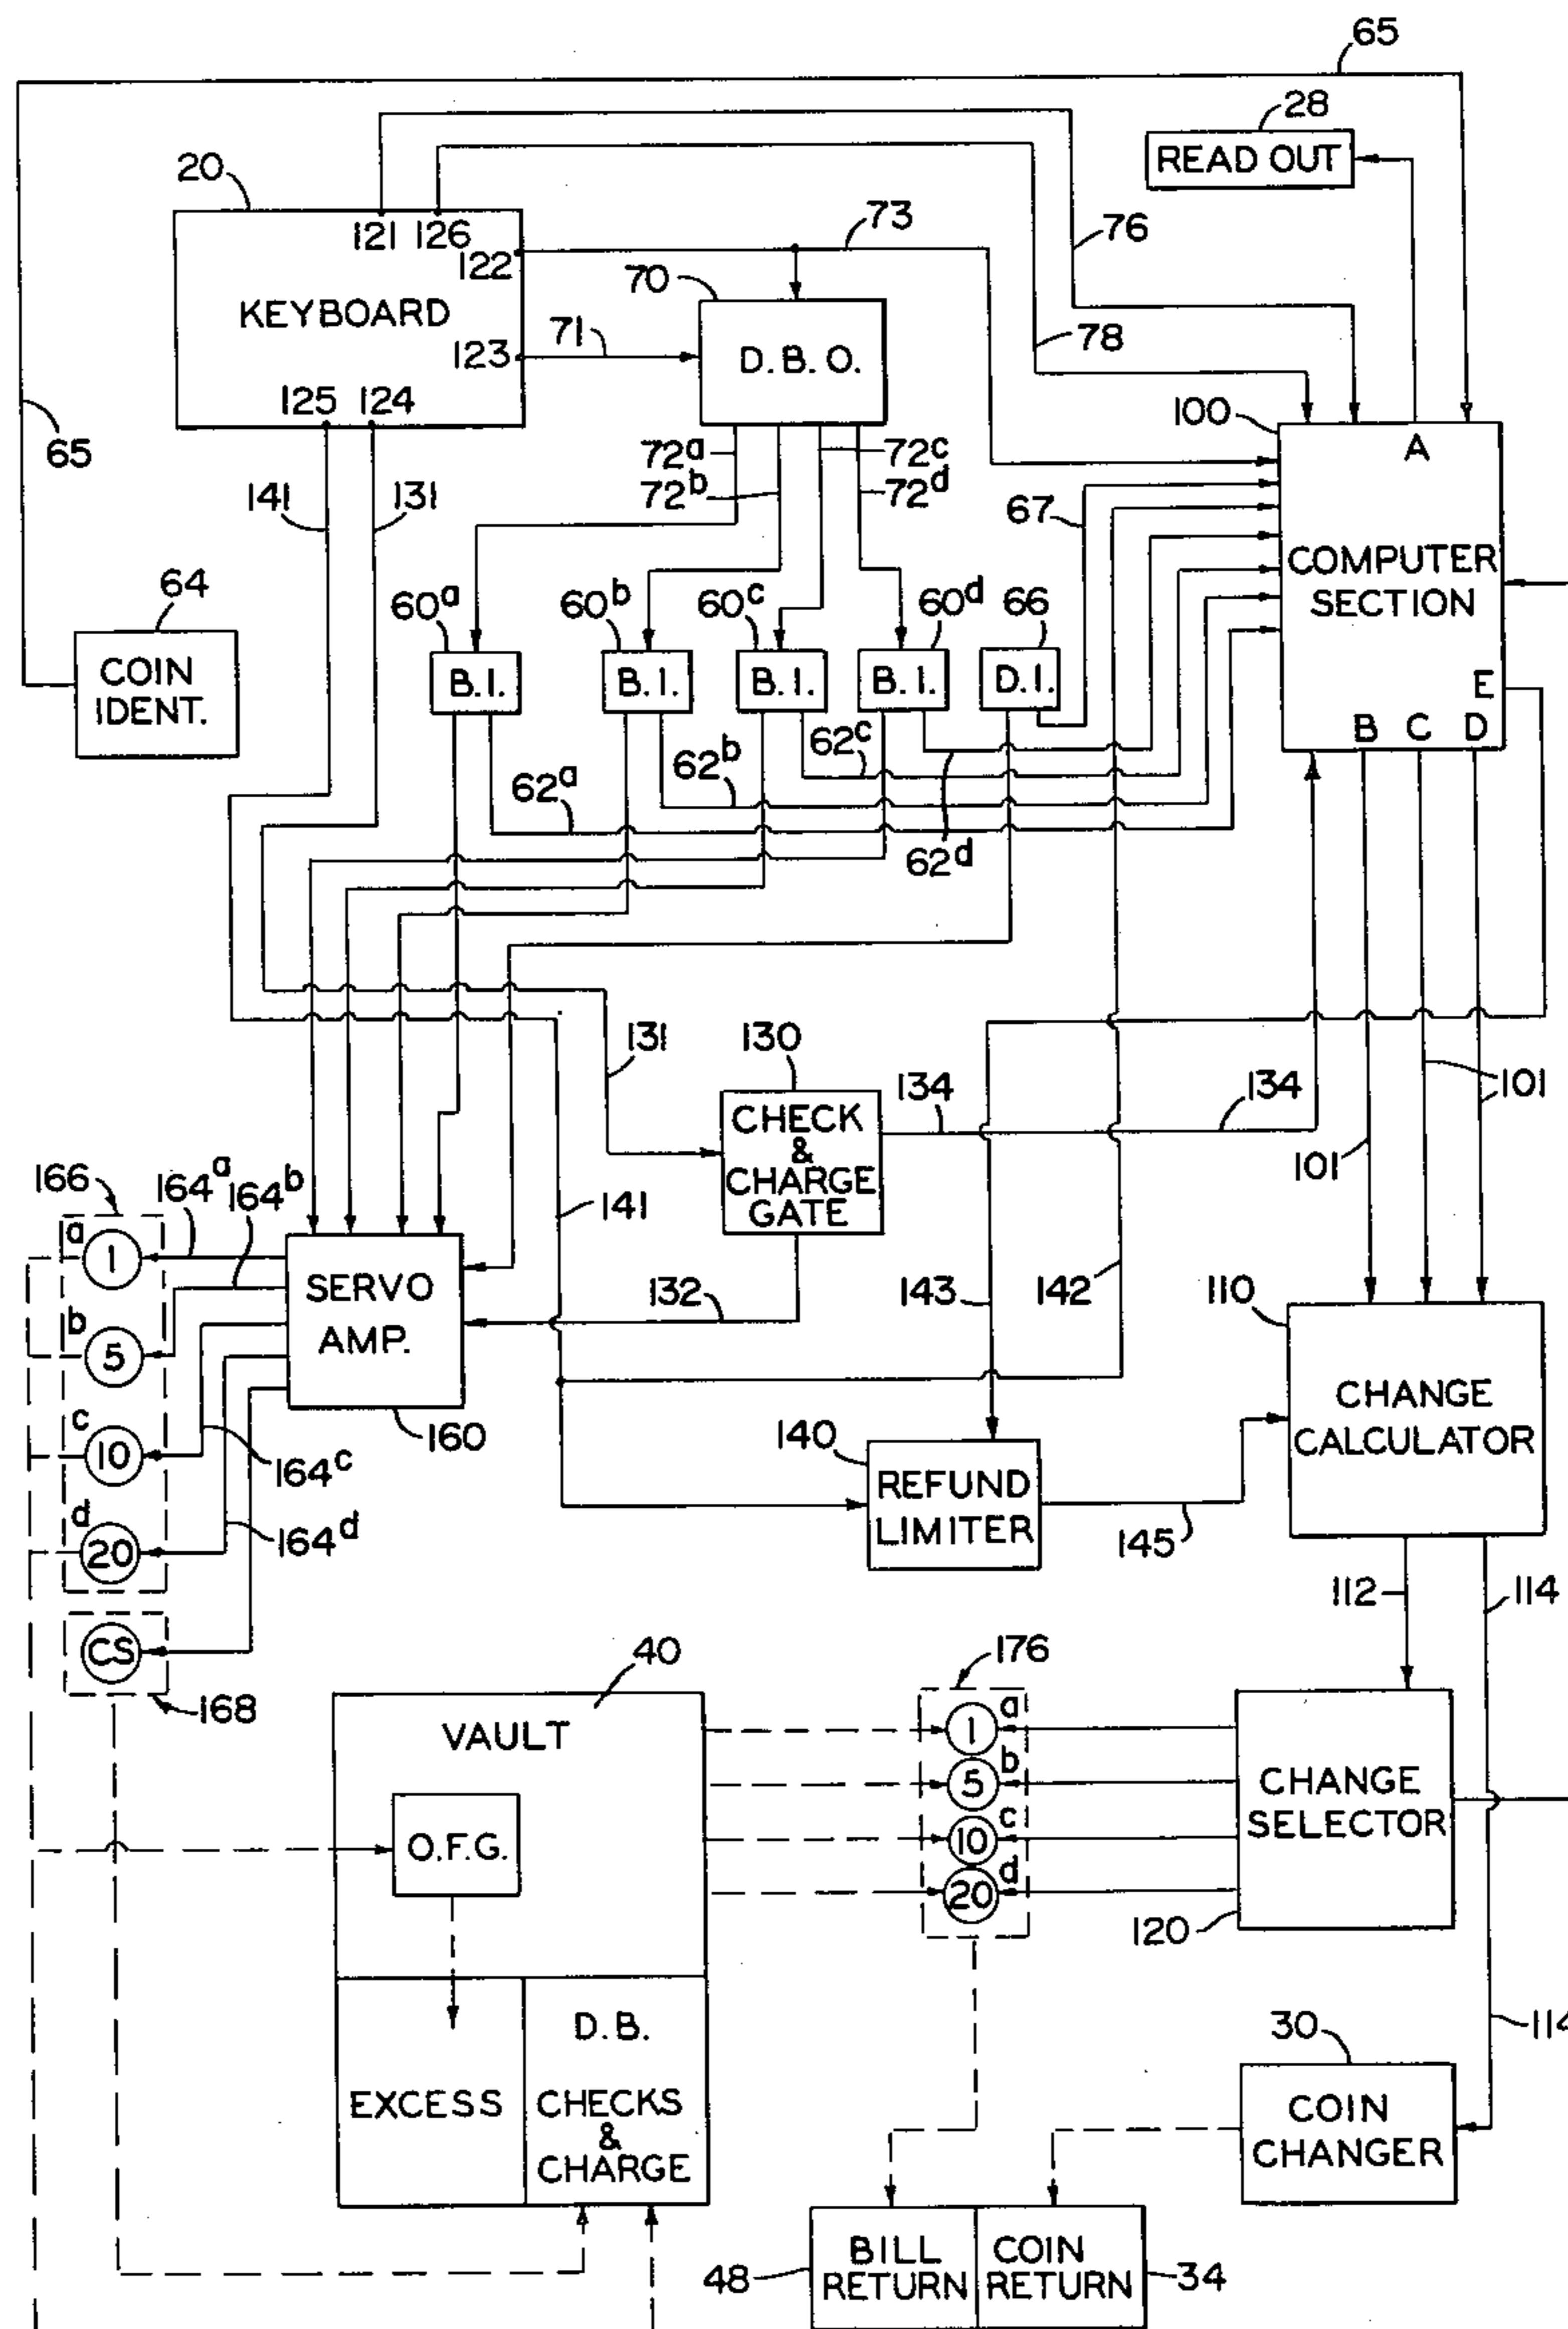 65
28
READ OUT
20
121 126
122
73
76
KEYBOARD
70
78
71
123
D.B.O.
125 124
100
A
65
72a
72c
72b
72d
141
131
67
COMPUTER
SECTION
64
60a
60b
60c
60d
66
COIN
IDENT.
B.I.
B.I.
B.I.
B.I.
D.I.
E
B C D
62c
62b
62a
62d
131
130
134
134
101
CHECK
&
CHARGE
GATE
101
166
164a
164b
141
a
1
SERVO
AMP.
132
143
142
110
b
5
CHANGE
CALCULATOR
c
10
160
140
164c
REFUND
LIMITER
d
20
164d
145
112
114
CS
168
40
176
VAULT
1
a
5
b
CHANGE
SELECTOR
10
c
O.F.G.
20
d
120
D.B.
30
114
EXCESS
CHECKS
&
CHARGE
COIN
CHANGER
48
BILL
RETURN
COIN
RETURN
34